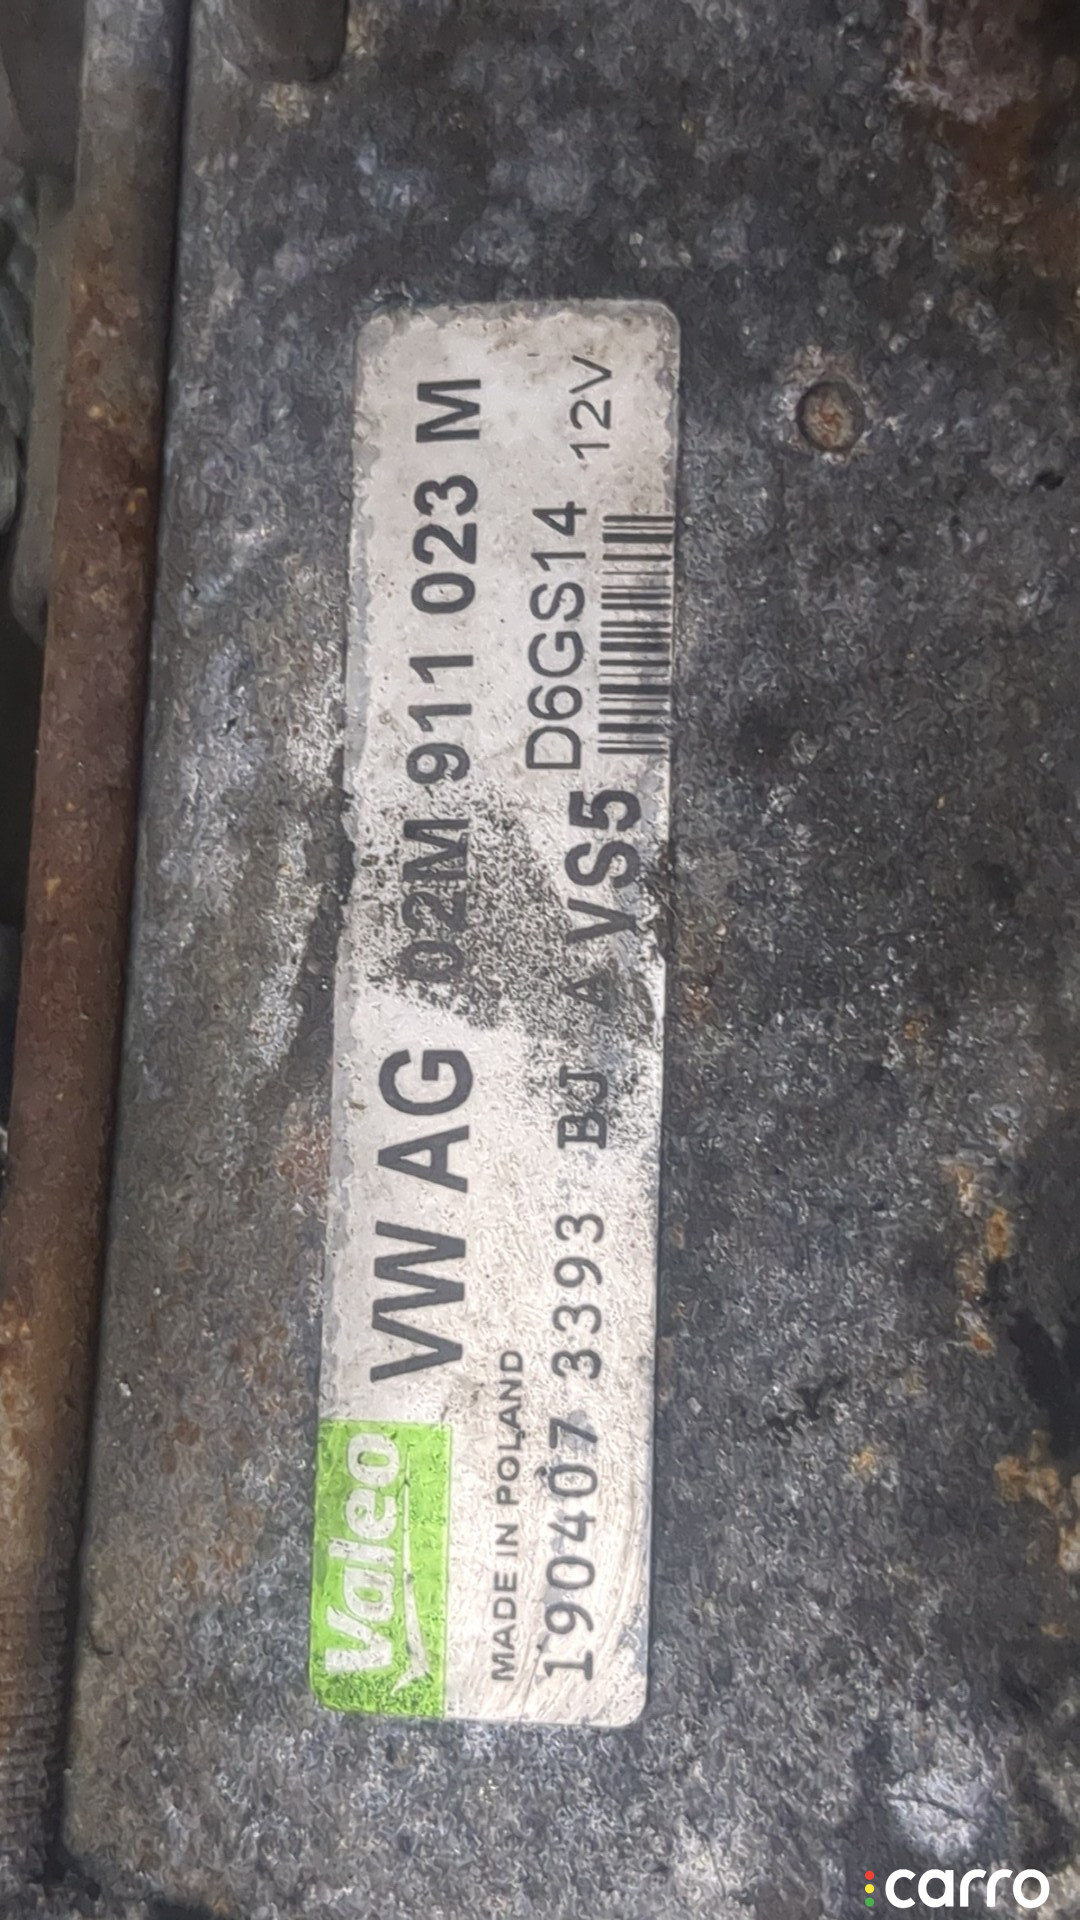 Valeo
VW AG 02M 911 023 M
MADE IN POLAND
D6GS14 12V
190407 3393 BJ A VS5
carro